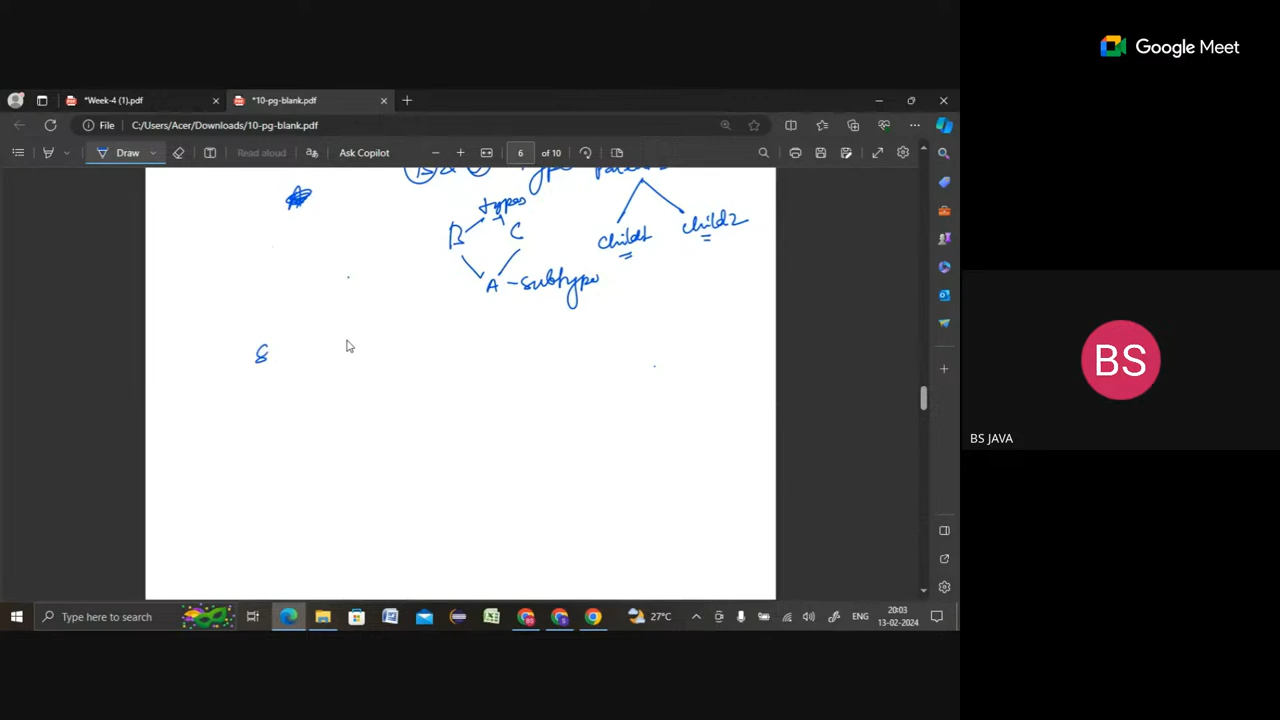 Google Meet
*Week-4 (1).pdf
*10-pg-blank.pdf
File C:/Users/Acer/Downloads/10-pg-blank.pdf
Draw Read aloud Ask Copilot 6 of 10
B & C Type
types
B C
child1 child2
A - subtype
8
BS
BS JAVA
Type here to search
27°C
ENG
20:03
13-02-2024